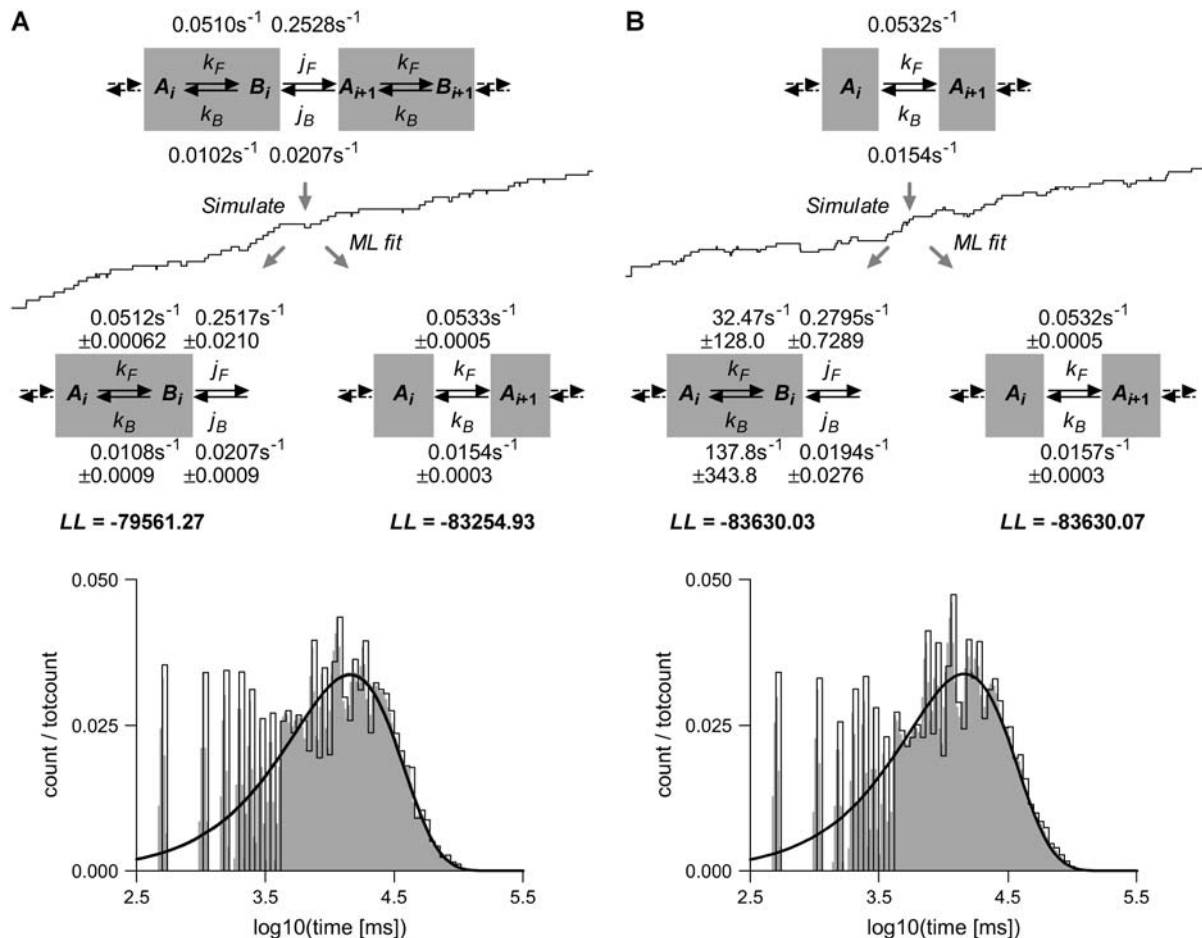 A
0.0510s-1 0.2528s-1
kF jF kF
Ai Bi Ai+1 Bi+1
kB jB kB
0.0102s-1 0.0207s-1
Simulate
ML fit
0.0512s-1 0.2517s-1 0.0533s-1
±0.00062 ±0.0210 ±0.0005
kF jF kF
Ai Bi Ai Ai+1
kB jB kB
0.0108s-1 0.0207s-1 0.0154s-1
±0.0009 ±0.0009 ±0.0003
LL = -79561.27 LL = -83254.93
0.050
0.025
0.000
count / totcount
2.5 3.5 4.5 5.5
log10(time [ms])
B
0.0532s-1
kF
Ai Ai+1
kB
0.0154s-1
Simulate
ML fit
32.47s-1 0.2795s-1 0.0532s-1
±128.0 ±0.7289 ±0.0005
kF jF kF
Ai Bi Ai Ai+1
kB jB kB
137.8s-1 0.0194s-1 0.0157s-1
±343.8 ±0.0276 ±0.0003
LL = -83630.03 LL = -83630.07
0.050
0.025
0.000
count / totcount
2.5 3.5 4.5 5.5
log10(time [ms])